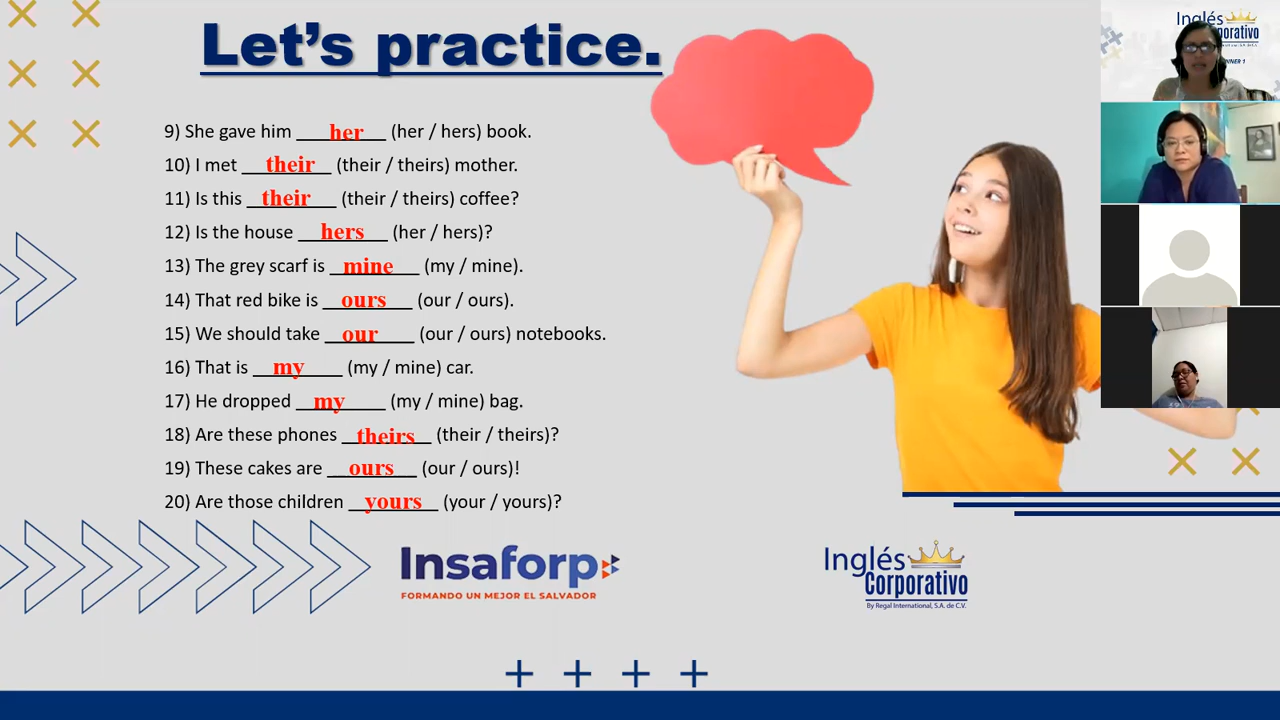 Let's practice.
9) She gave him ___her___ (her / hers) book.
10) I met ___their___ (their / theirs) mother.
11) Is this ___their___ (their / theirs) coffee?
12) Is the house ___hers___ (her / hers)?
13) The grey scarf is ___mine___ (my / mine).
14) That red bike is ___ours___ (our / ours).
15) We should take ___our___ (our / ours) notebooks.
16) That is ___my___ (my / mine) car.
17) He dropped ___my___ (my / mine) bag.
18) Are these phones ___theirs___ (their / theirs)?
19) These cakes are ___ours___ (our / ours)!
20) Are those children ___yours___ (your / yours)?
Insaforp
FORMANDO UN MEJOR EL SALVADOR
Inglés
Corporativo
By Regal International, S.A. de C.V.
Inglés